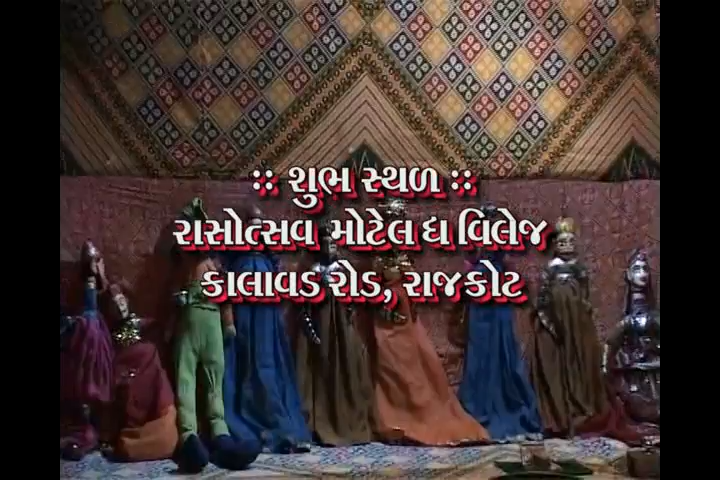 :: શુભ સ્થળ ::
રાસોત્સવ મોટેલ ધ વિલેજ
કાલાવડ રોડ, રાજકોટ